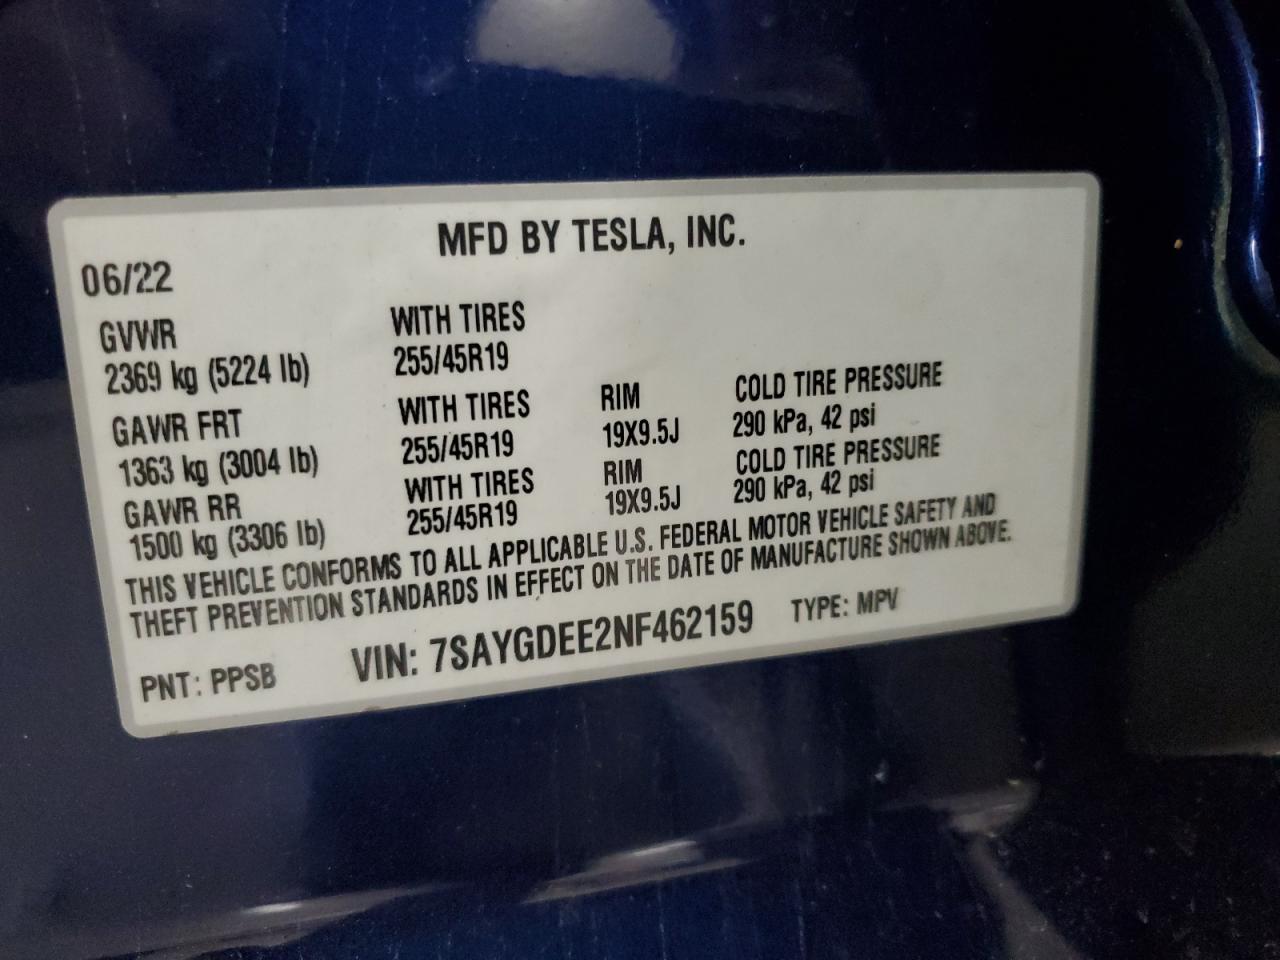 MFD BY TESLA, INC.
06/22
GVWR WITH TIRES
2369 kg (5224 lb) 255/45R19
GAWR FRT WITH TIRES RIM COLD TIRE PRESSURE
1363 kg (3004 lb) 255/45R19 19X9.5J 290 kPa, 42 psi
GAWR RR WITH TIRES RIM COLD TIRE PRESSURE
1500 kg (3306 lb) 255/45R19 19X9.5J 290 kPa, 42 psi
THIS VEHICLE CONFORMS TO ALL APPLICABLE U.S. FEDERAL MOTOR VEHICLE SAFETY AND
THEFT PREVENTION STANDARDS IN EFFECT ON THE DATE OF MANUFACTURE SHOWN ABOVE.
PNT: PPSB VIN: 7SAYGDEE2NF462159 TYPE: MPV